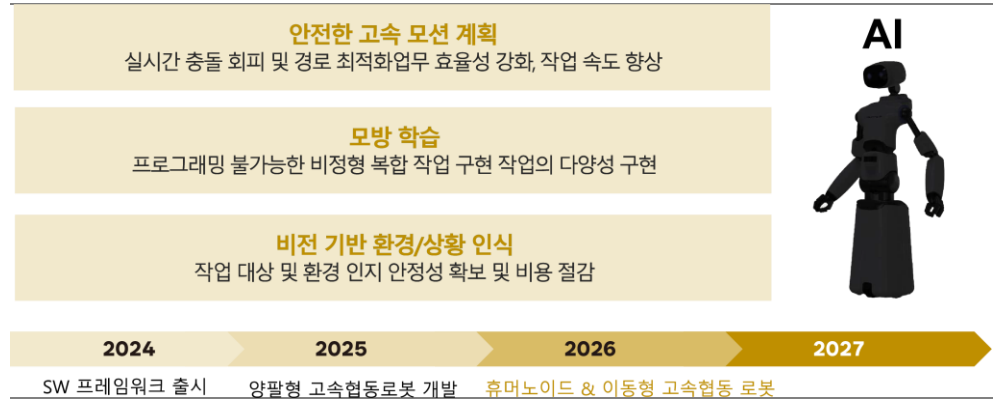 안전한 고속 모션 계획
실시간 충돌 회피 및 경로 최적화업무 효율성 강화, 작업 속도 향상
AI
모방 학습
프로그래밍 불가능한 비정형 복합 작업 구현 작업의 다양성 구현
비전 기반 환경/상황 인식
작업 대상 및 환경 인지 안정성 확보 및 비용 절감
2024 2025 2026 2027
SW 프레임워크 출시 양팔형 고속협동로봇 개발 휴머노이드 & 이동형 고속협동 로봇